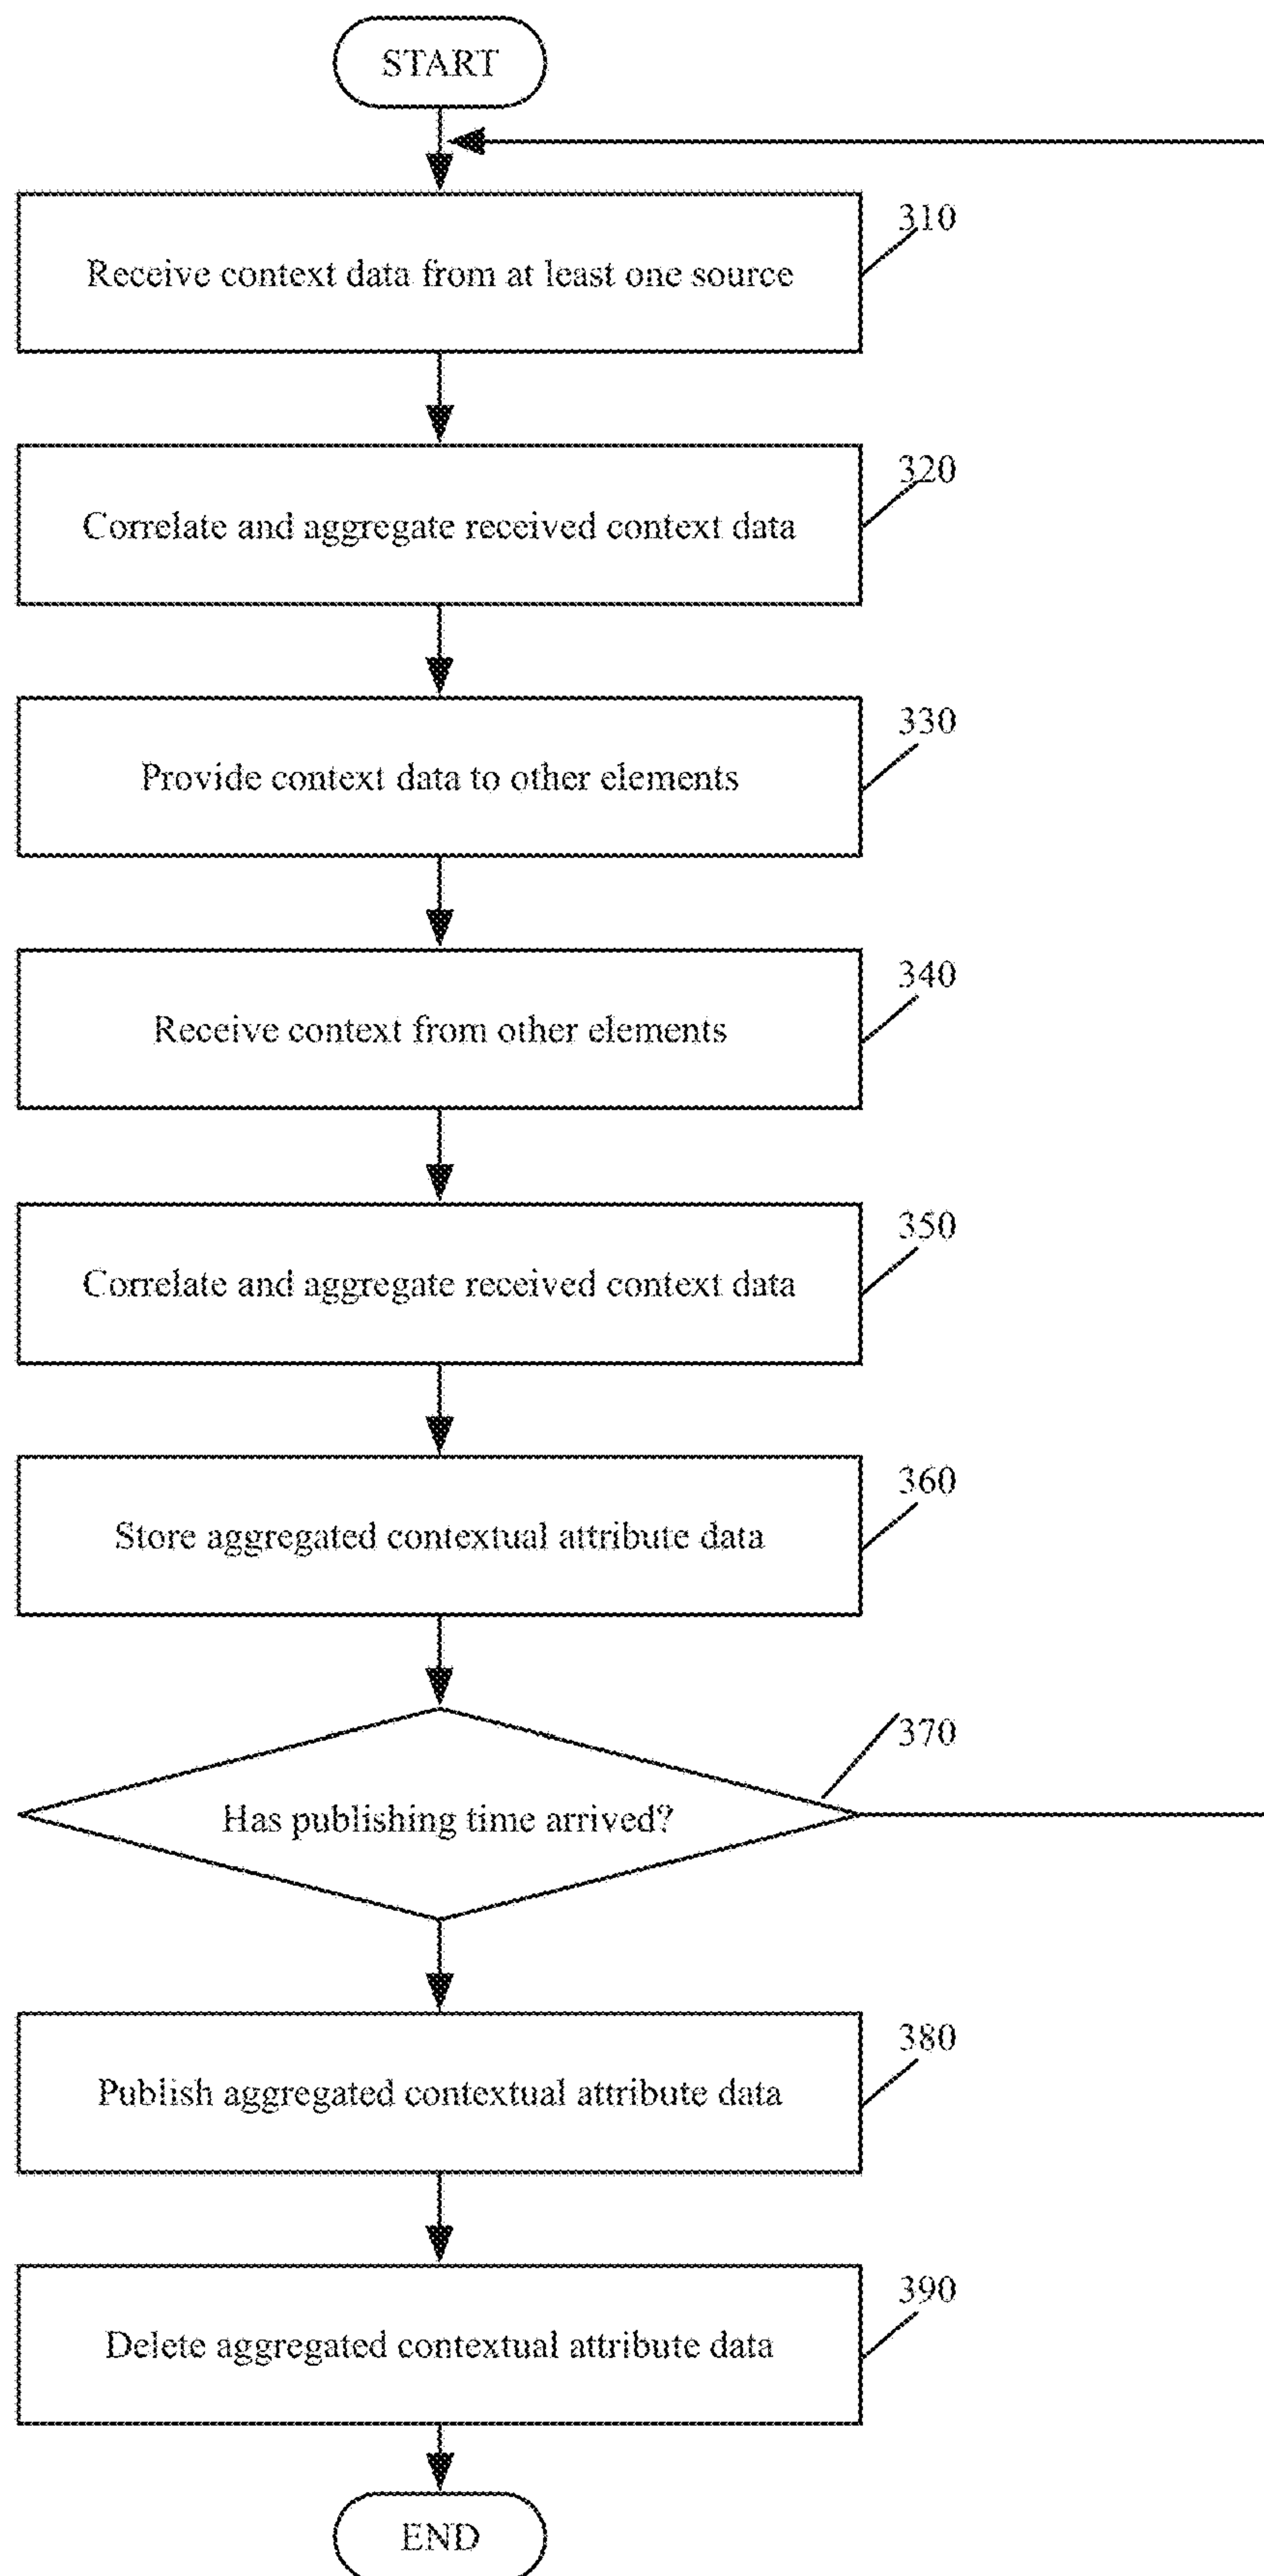 START
310
Receive context data from at least one source
320
Correlate and aggregate received context data
330
Provide context data to other elements
340
Receive context from other elements
350
Correlate and aggregate received context data
360
Store aggregated contextual attribute data
370
Has publishing time arrived?
380
Publish aggregated contextual attribute data
390
Delete aggregated contextual attribute data
END